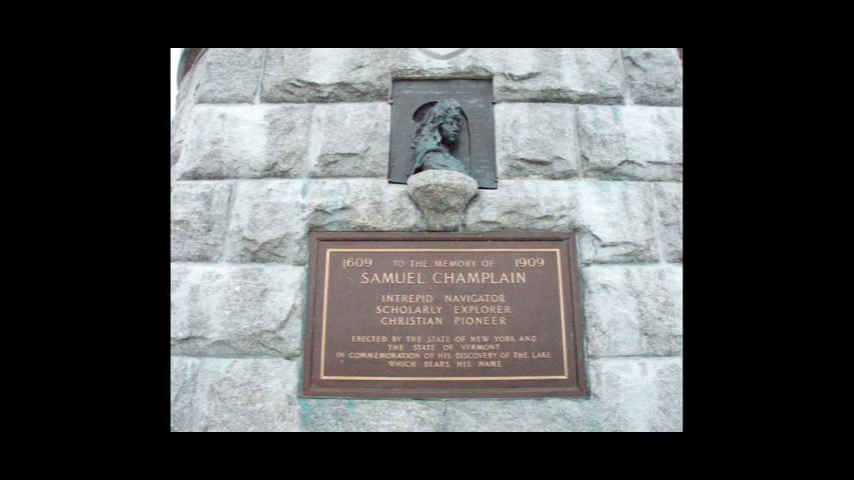 1609 TO THE MEMORY OF 1909
SAMUEL CHAMPLAIN
INTREPID NAVIGATOR
SCHOLARLY EXPLORER
CHRISTIAN PIONEER
ERECTED BY THE STATE OF NEW YORK AND
THE STATE OF VERMONT
IN COMMEMORATION OF HIS DISCOVERY OF THE LAKE
WHICH BEARS HIS NAME